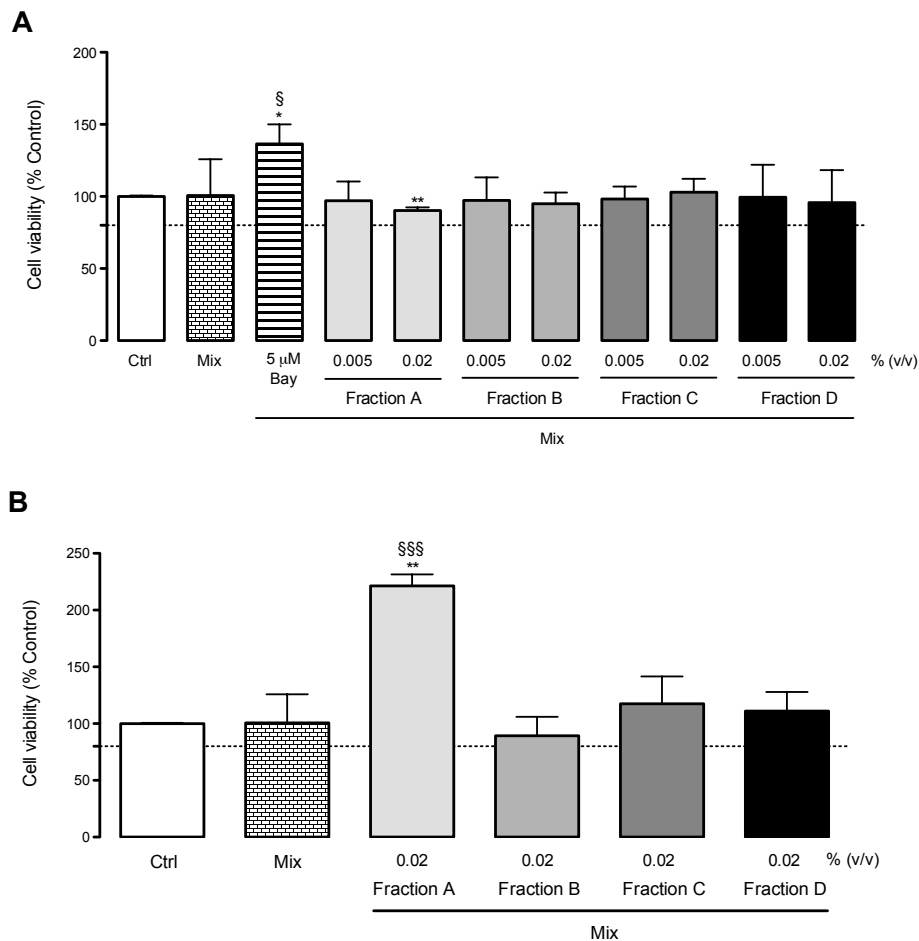 A
Cell viability (% Control)
200
150
100
50
0
§
*
**
Ctrl Mix 5 μM 0.005 0.02 0.005 0.02 0.005 0.02 0.005 0.02 % (v/v)
Bay
Fraction A Fraction B Fraction C Fraction D
Mix
B
Cell viability (% Control)
250
200
150
100
50
0
§§§
**
Ctrl Mix 0.02 0.02 0.02 0.02 % (v/v)
Fraction A Fraction B Fraction C Fraction D
Mix